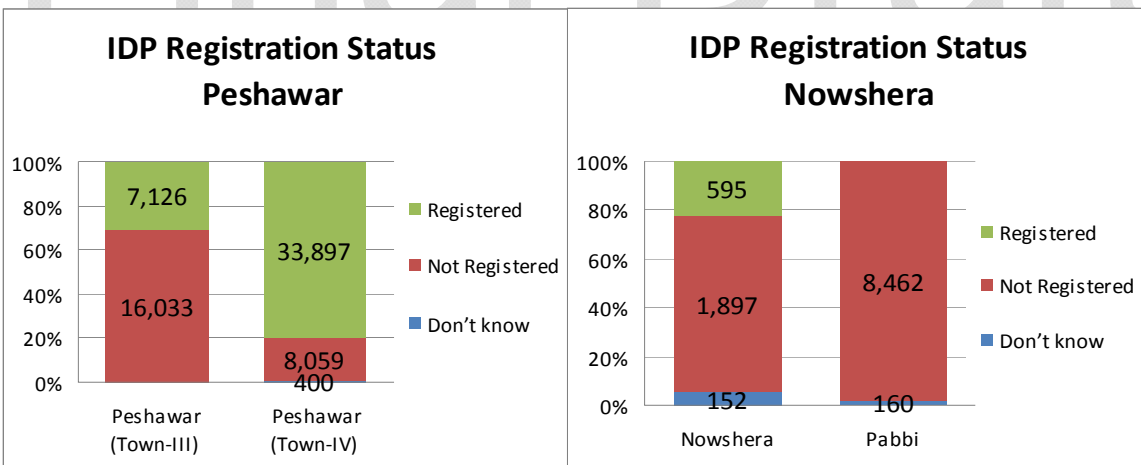 IDP Registration Status
Peshawar
100%
80%
60%
40%
20%
0%
7,126
16,033
33,897
8,059
400
Peshawar
(Town-III)
Peshawar
(Town-IV)
Registered
Not Registered
Don’t know
IDP Registration Status
Nowshera
100%
80%
60%
40%
20%
0%
595
1,897
152
8,462
160
Nowshera
Pabbi
Registered
Not Registered
Don’t know